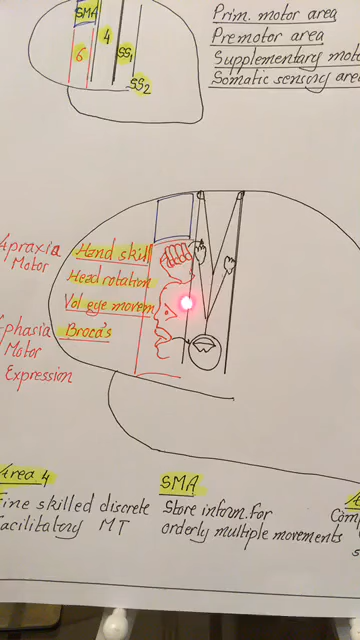 SMA
6
4
SS1
SS2
Prim. motor area
Premotor area
Supplementary moto
Somatic sensory area
Apraxia
Motor
Hand skill
Head rotation
Vol eye movem
Broca's
phasia
Motor
Expression
Area 4
Fine skilled discrete
Facilitatory MT
SMA
Store inform. for
orderly multiple movements
Com
s